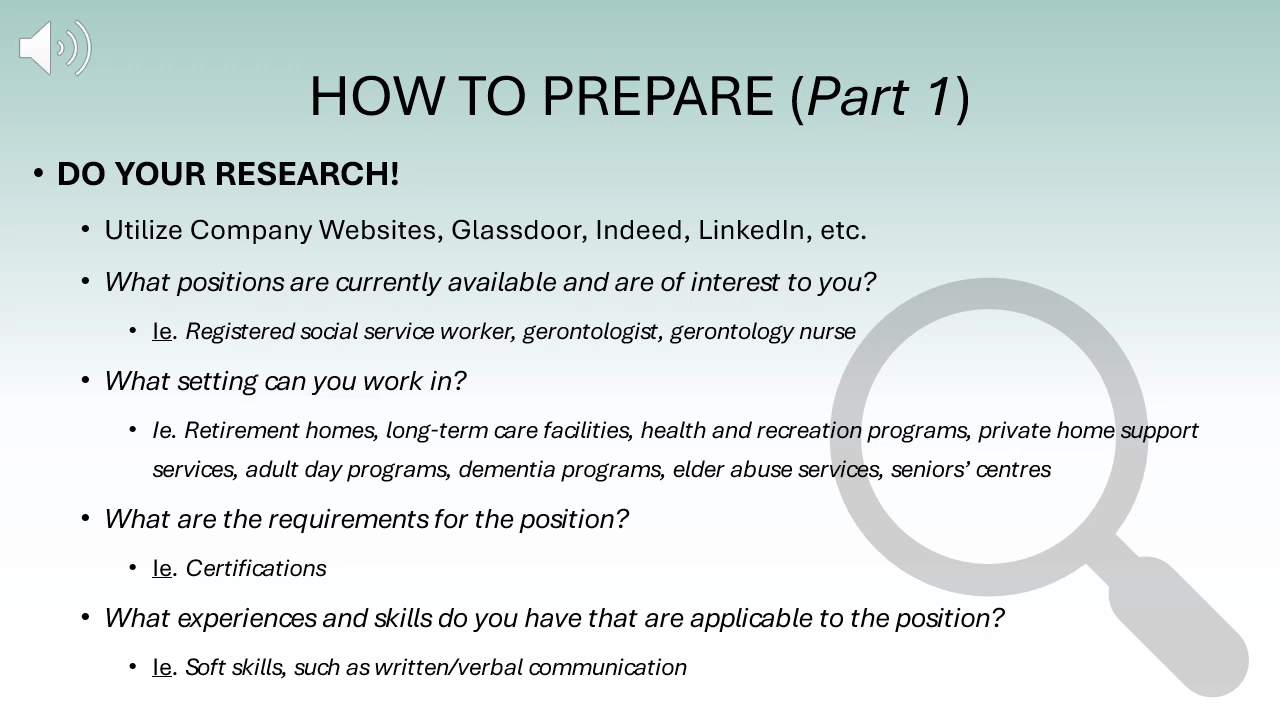 HOW TO PREPARE (Part 1)
• DO YOUR RESEARCH!
• Utilize Company Websites, Glassdoor, Indeed, LinkedIn, etc.
• What positions are currently available and are of interest to you?
• Ie. Registered social service worker, gerontologist, gerontology nurse
• What setting can you work in?
• Ie. Retirement homes, long-term care facilities, health and recreation programs, private home support
services, adult day programs, dementia programs, elder abuse services, seniors’ centres
• What are the requirements for the position?
• Ie. Certifications
• What experiences and skills do you have that are applicable to the position?
• Ie. Soft skills, such as written/verbal communication